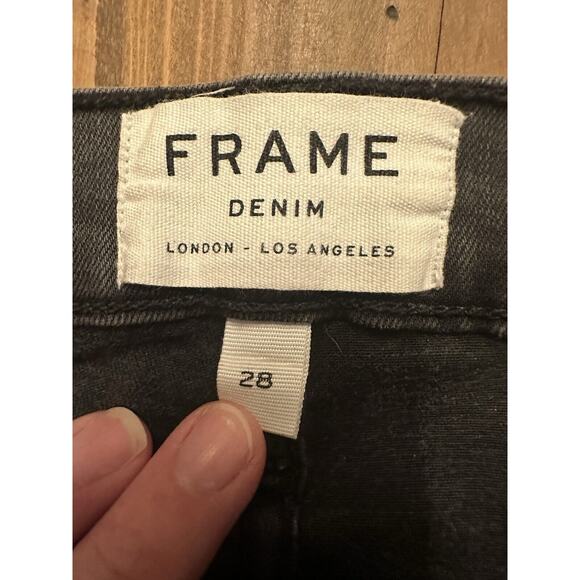 FRAME
DENIM
LONDON - LOS ANGELES
28